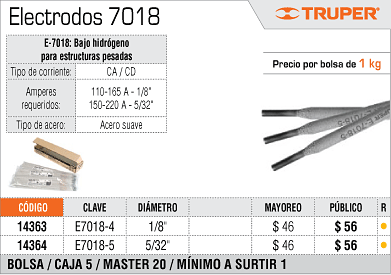 Electrodos 7018
TRUPER
E-7018: Bajo hidrógeno
para estructuras pesadas
Tipo de corriente: CA / CD
Amperes requeridos: 110-165 A - 1/8"
150-220 A - 5/32"
Tipo de acero: Acero suave
Precio por bolsa de 1 kg
CÓDIGO CLAVE DIÁMETRO MAYOREO PÚBLICO R
14363 E7018-4 1/8" $ 46 $ 56
14364 E7018-5 5/32" $ 46 $ 56
BOLSA / CAJA 5 / MASTER 20 / MÍNIMO A SURTIR 1